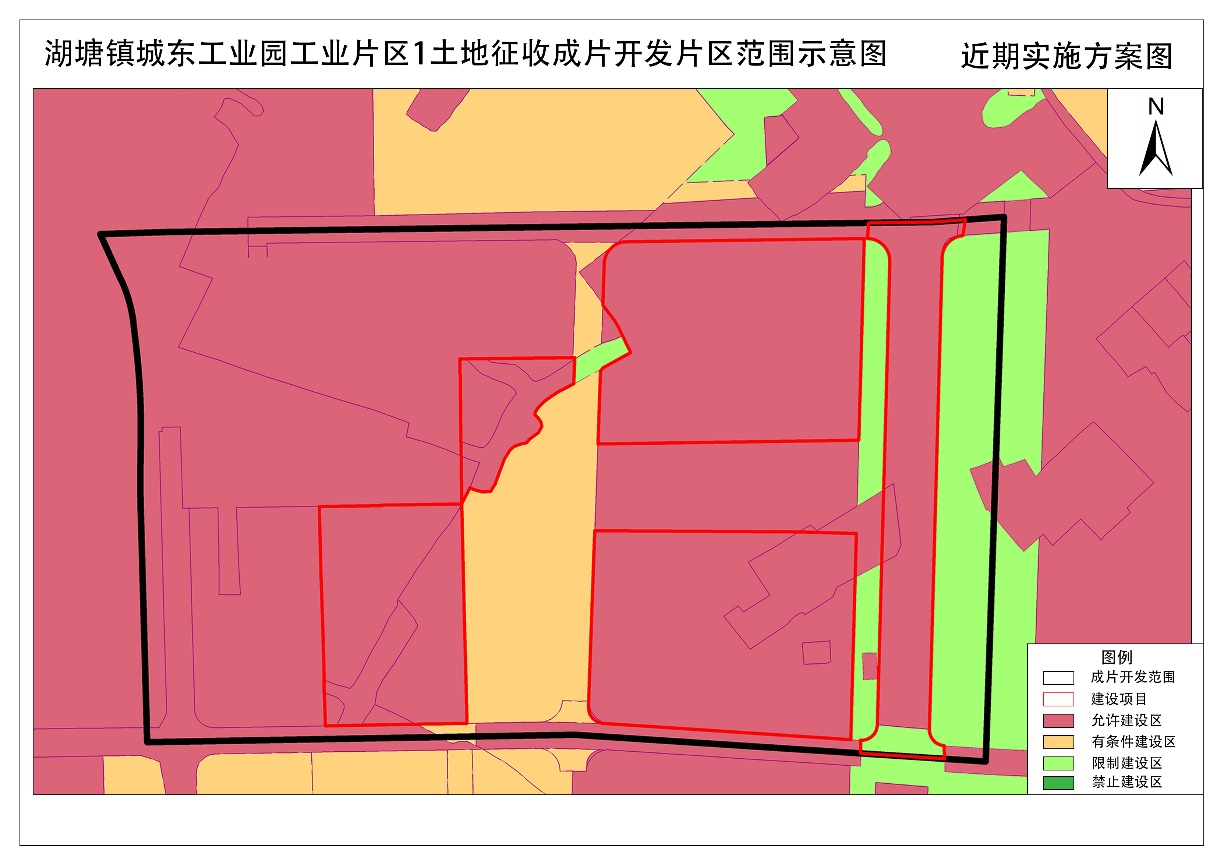 湖塘镇城东工业园工业片区1土地征收成片开发片区范围示意图 近期实施方案图
N
图例
成片开发范围
建设项目
允许建设区
有条件建设区
限制建设区
禁止建设区